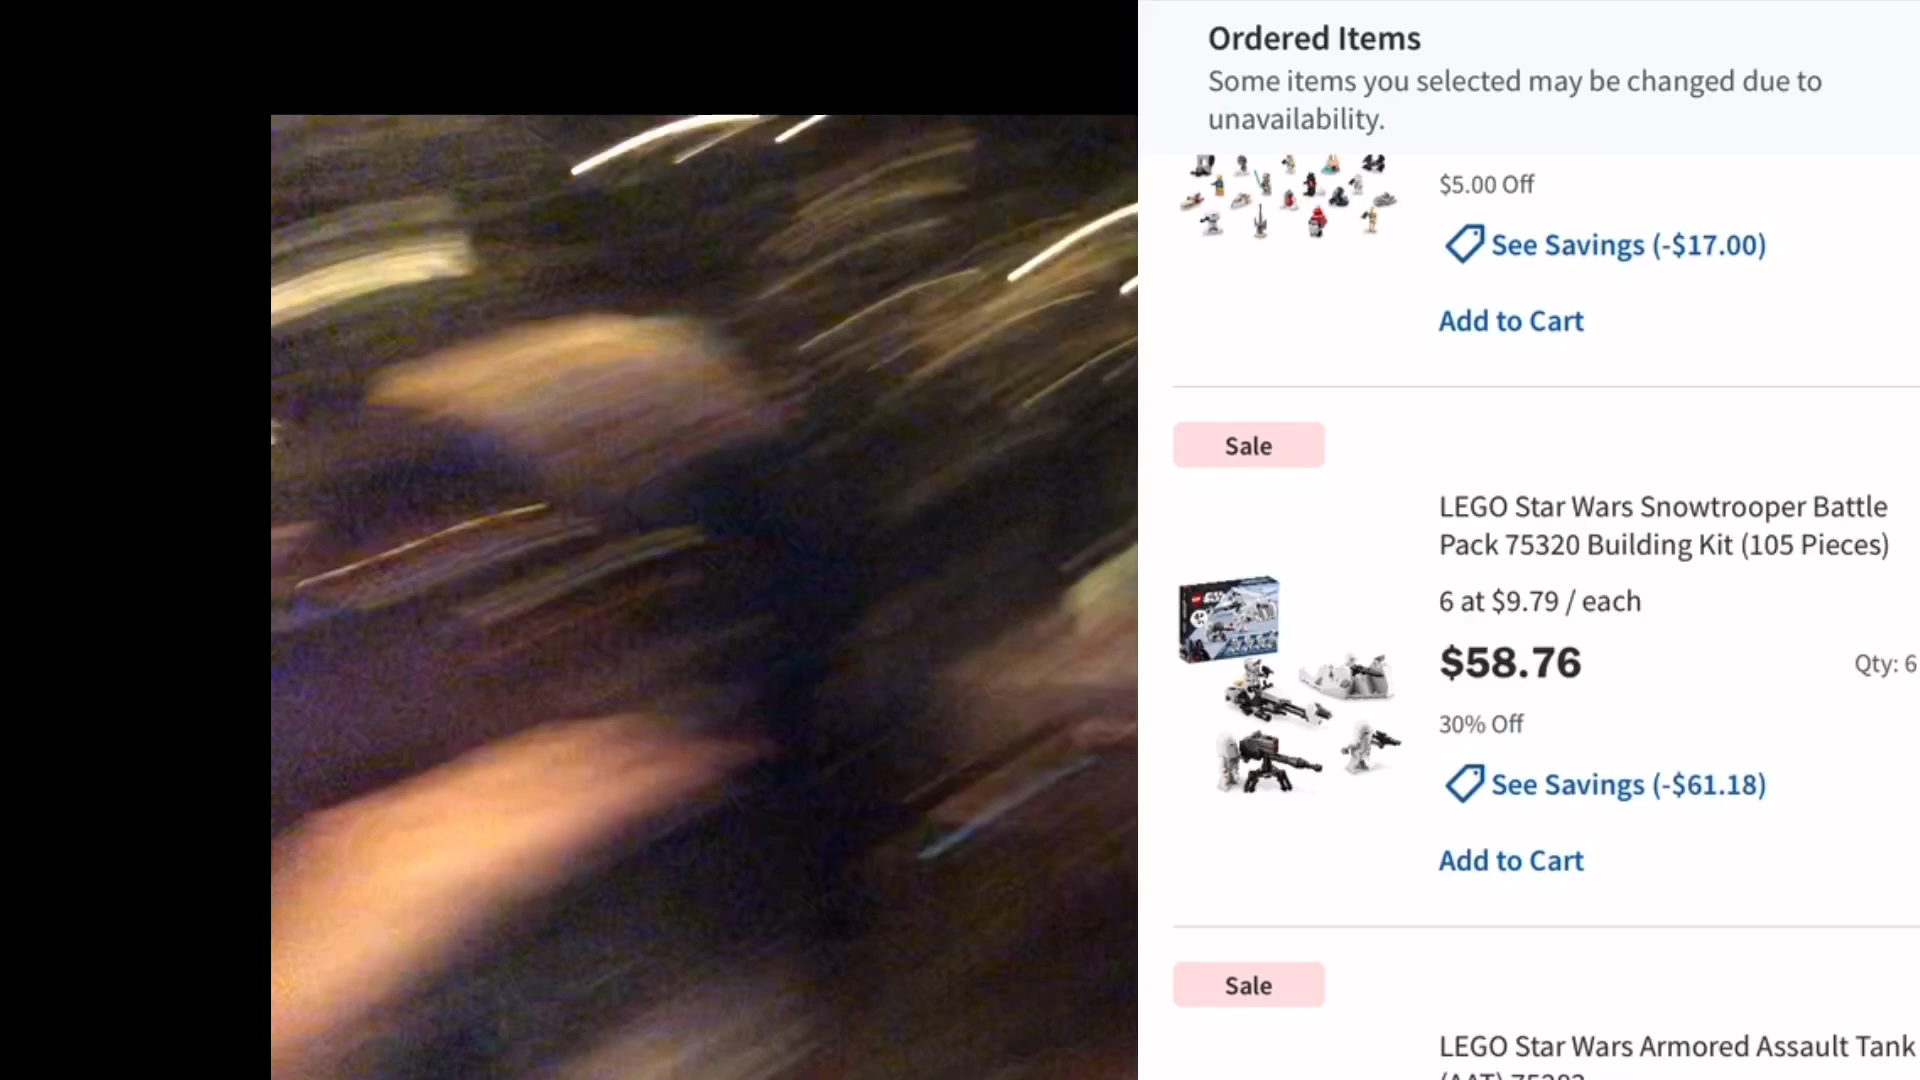 Ordered Items
Some items you selected may be changed due to
unavailability.
$5.00 Off
See Savings (-$17.00)
Add to Cart
Sale
LEGO Star Wars Snowtrooper Battle
Pack 75320 Building Kit (105 Pieces)
6 at $9.79 / each
$58.76
Qty: 6
30% Off
See Savings (-$61.18)
Add to Cart
Sale
LEGO Star Wars Armored Assault Tank
(AAT) 75283